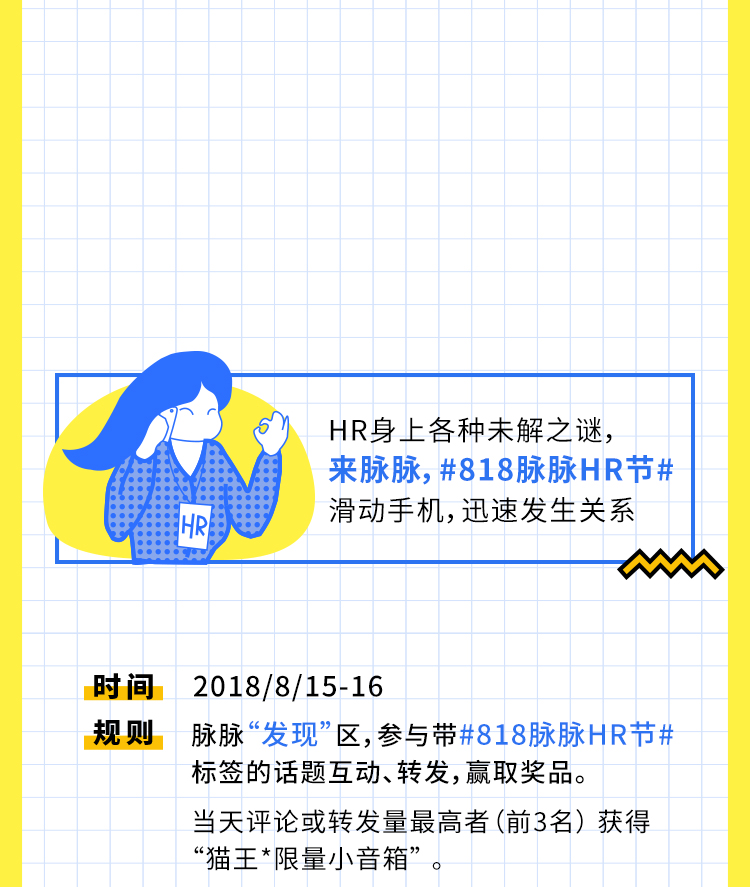 HR身上各种未解之谜，
来脉脉，#818脉脉HR节#
滑动手机，迅速发生关系
HR
时间 2018/8/15-16
规则 脉脉“发现”区，参与带#818脉脉HR节#
标签的话题互动、转发，赢取奖品。
当天评论或转发量最高者（前3名）获得
“猫王*限量小音箱”。